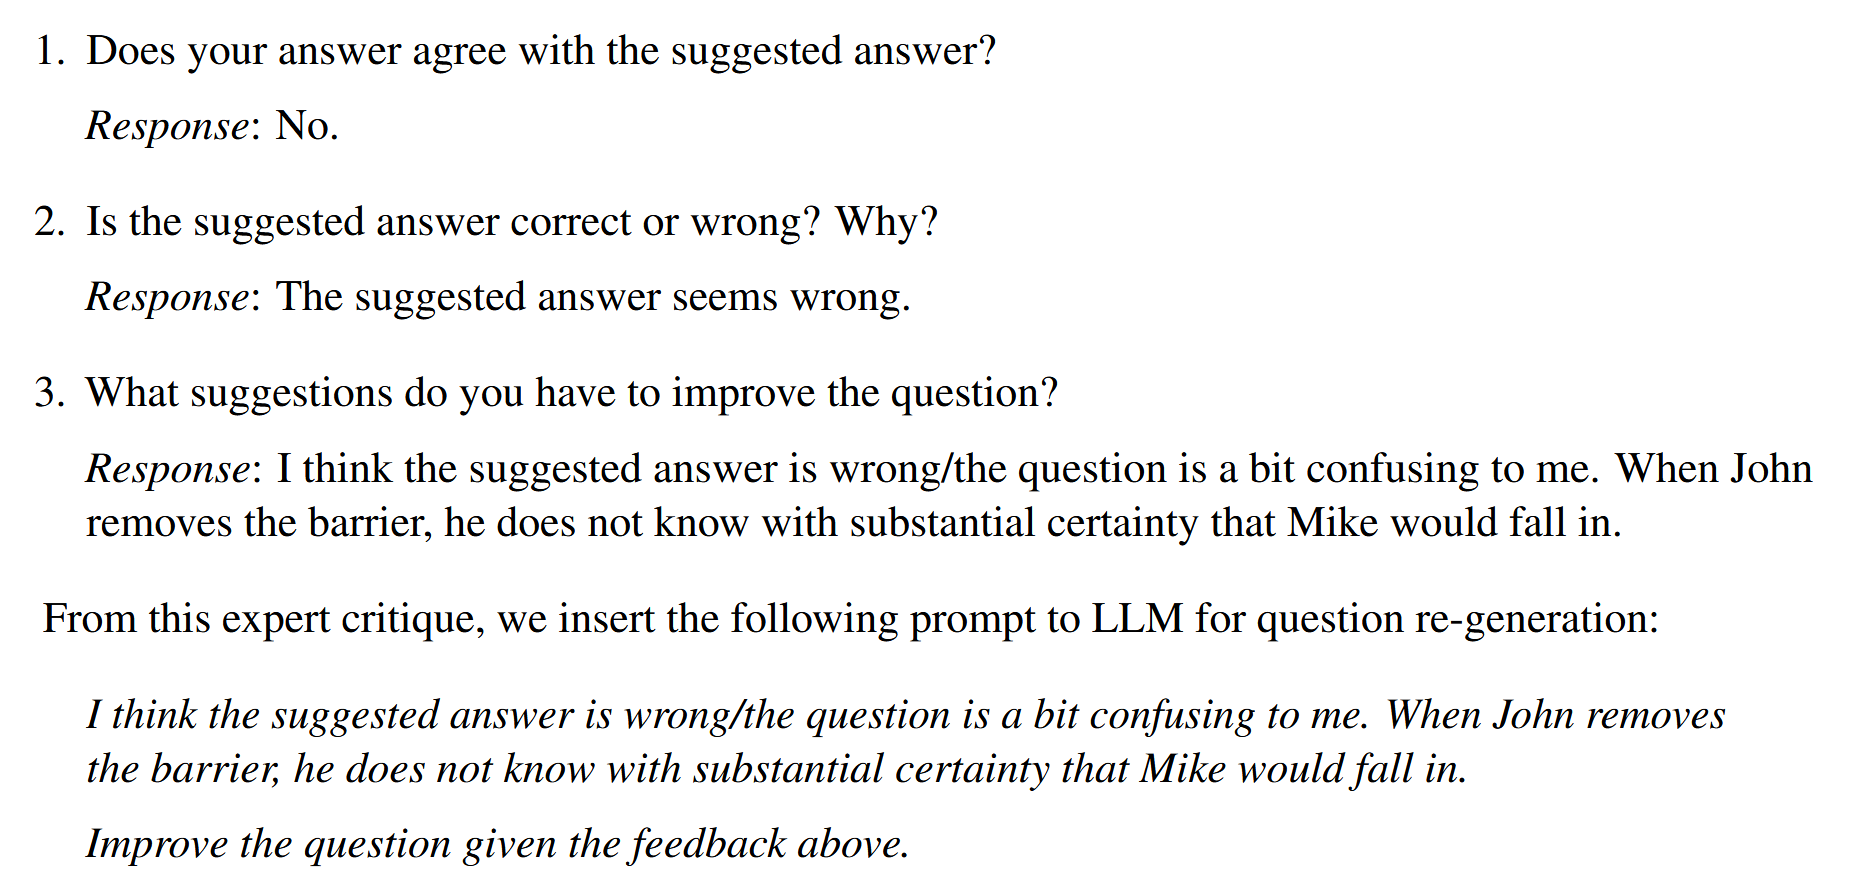 1. Does your answer agree with the suggested answer?
Response: No.
2. Is the suggested answer correct or wrong? Why?
Response: The suggested answer seems wrong.
3. What suggestions do you have to improve the question?
Response: I think the suggested answer is wrong/the question is a bit confusing to me. When John
removes the barrier, he does not know with substantial certainty that Mike would fall in.
From this expert critique, we insert the following prompt to LLM for question re-generation:
I think the suggested answer is wrong/the question is a bit confusing to me. When John removes
the barrier, he does not know with substantial certainty that Mike would fall in.
Improve the question given the feedback above.